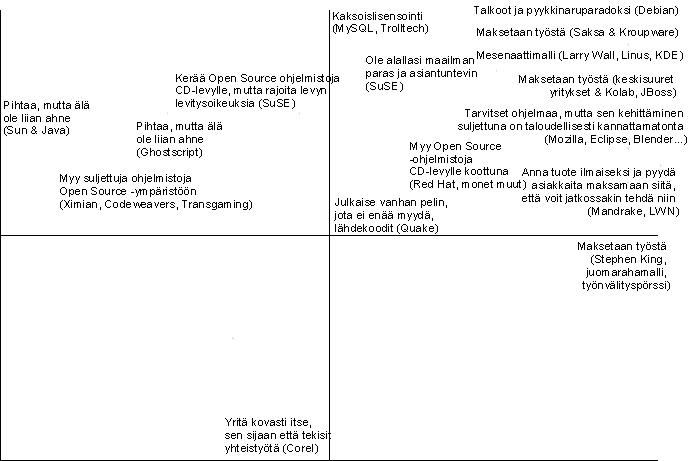 Kaksoislisensointi
(MySQL, Trolltech)
Talkoot ja pyykkinaruparadoksi (Debian)
Maksetaan työstä (Saksa & Kroupware)
Mesenaattimalli (Larry Wall, Linus, KDE)
Ole alallasi maailman
paras ja asiantuntevin
(SuSE)
Kerää Open Source ohjelmistoja
CD-levylle, mutta rajoita levyn
levitysoikeuksia (SuSE)
Maksetaan työstä (keskisuuret
yritykset & Kolab, JBoss)
Pihtaa, mutta älä
ole liian ahne
(Sun & Java)
Pihtaa, mutta älä
ole liian ahne
(Ghostscript)
Tarvitset ohjelmaa, mutta sen kehittäminen
suljettuna on taloudellisesti kannattamatonta
(Mozilla, Eclipse, Blender...)
Myy Open Source
-ohjelmistoja
CD-levylle koottuna
(Red Hat, monet muut)
Myy suljettuja ohjelmistoja
Open Source -ympäristöön
(Ximian, Codeweavers, Transgaming)
Anna tuote ilmaiseksi ja pyydä
asiakkaita maksamaan siitä,
että voit jatkossakin tehdä niin
(Mandrake, LWN)
Julkaise vanhan pelin,
jota ei enää myydä,
lähdekoodit (Quake)
Maksetaan työstä
(Stephen King,
juomarahamalli,
työnvälityspörssi)
Yritä kovasti itse,
sen sijaan että tekisit
yhteistyötä (Corel)